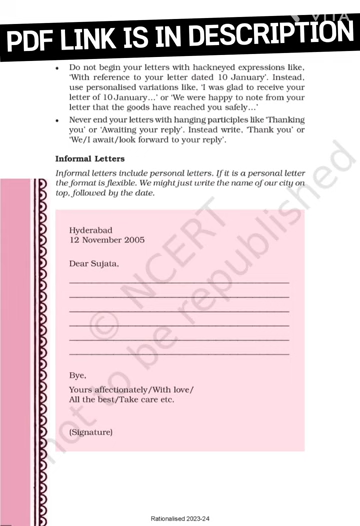 VITA
PDF LINK IS IN DESCRIPTION
• Do not begin your letters with hackneyed expressions like,
‘With reference to your letter dated 10 January’. Instead,
use personalised variations like, ‘I was glad to receive your
letter of 10 January...’ or ‘We were happy to note from your
letter that the goods have reached you safely...’
• Never end your letters with hanging participles like ‘Thanking
you’ or ‘Awaiting your reply’. Instead write, ‘Thank you’ or
‘We/I await/look forward to your reply’.
Informal Letters
Informal letters include personal letters. If it is a personal letter
the format is flexible. We might just write the name of our city on
top, followed by the date.
Hyderabad
12 November 2005
Dear Sujata,
Bye,
Yours affectionately/With love/
All the best/Take care etc.
(Signature)
© NCERT
not to be republished
Rationalised 2023-24